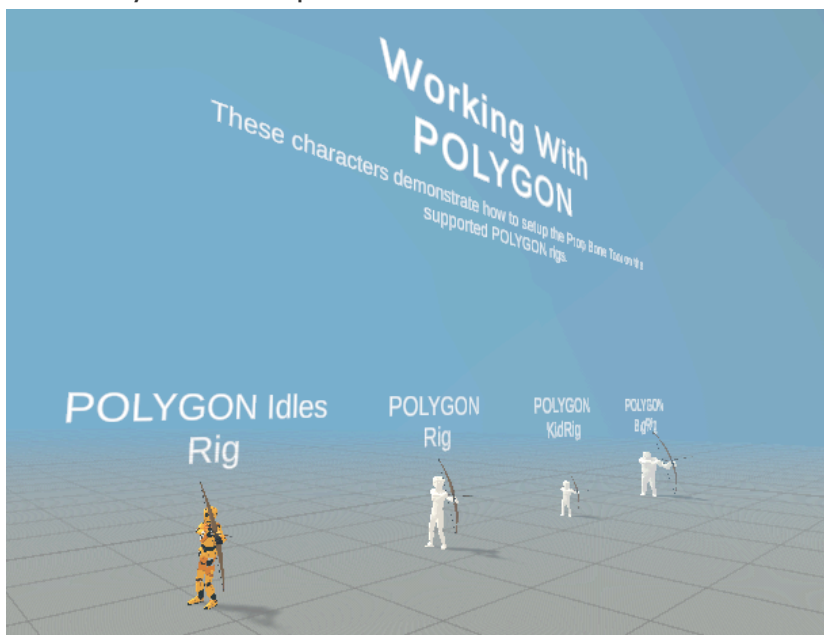 Working With
POLYGON
These characters demonstrate how to setup the Prop Bone Tool on the
supported POLYGON rigs.
POLYGON Idles
Rig
POLYGON
Rig
POLYGON
KidRig
POLYGON
BigRig